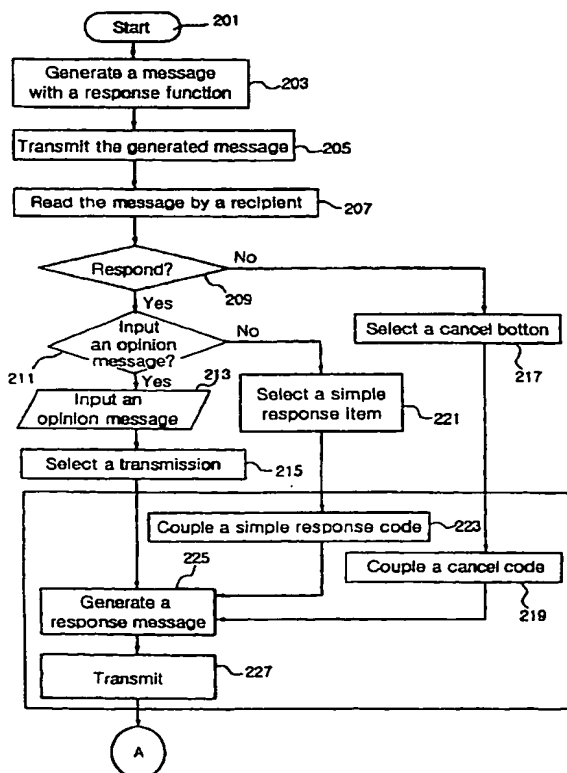 Start
201
Generate a message
with a response function
203
Transmit the generated message
205
Read the message by a recipient
207
Respond?
No
209
Yes
Input
an opinion
message?
No
211
Yes
213
Input an
opinion message
Select a simple
response item
221
Select a cancel botton
217
Select a transmission
215
Couple a simple response code
223
225
Couple a cancel code
219
Generate a
response message
Transmit
227
A